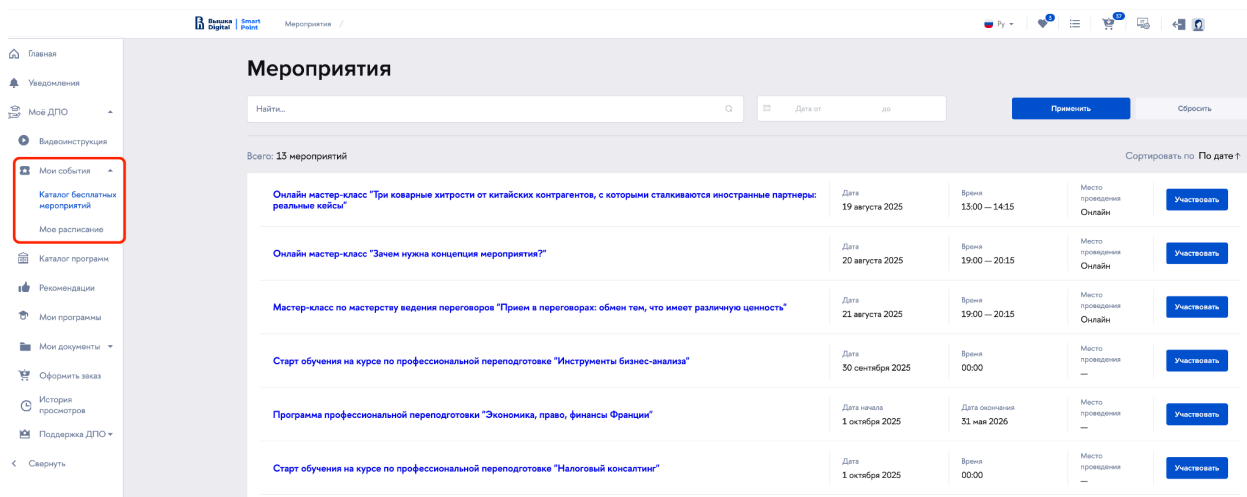 Вышка Digital | Smart Point
Мероприятия /
Ру
3
37
Главная
Уведомления
Моё ДПО
Видеоинструкция
Мои события
Каталог бесплатных
мероприятий
Мое расписание
Каталог программ
Рекомендации
Мои программы
Мои документы
Оформить заказ
История
просмотров
Поддержка ДПО
Свернуть
Мероприятия
Найти...
Дата от
до
Применить
Сбросить
Всего: 13 мероприятий
Сортировать по По дате↑
Онлайн мастер-класс "Три коварные хитрости от китайских контрагентов, с которыми сталкиваются иностранные партнеры:
реальные кейсы"
Дата
19 августа 2025
Время
13:00 — 14:15
Место
проведения
Онлайн
Участвовать
Онлайн мастер-класс "Зачем нужна концепция мероприятия?"
Дата
20 августа 2025
Время
19:00 — 20:15
Место
проведения
Онлайн
Участвовать
Мастер-класс по мастерству ведения переговоров "Прием в переговорах: обмен тем, что имеет различную ценность"
Дата
21 августа 2025
Время
19:00 — 20:15
Место
проведения
Онлайн
Участвовать
Старт обучения на курсе по профессиональной переподготовке "Инструменты бизнес-анализа"
Дата
30 сентября 2025
Время
00:00
Место
проведения
—
Участвовать
Программа профессиональной переподготовки "Экономика, право, финансы Франции"
Дата начала
1 октября 2025
Дата окончания
31 мая 2026
Место
проведения
—
Участвовать
Старт обучения на курсе по профессиональной переподготовке "Налоговый консалтинг"
Дата
1 октября 2025
Время
00:00
Место
проведения
—
Участвовать